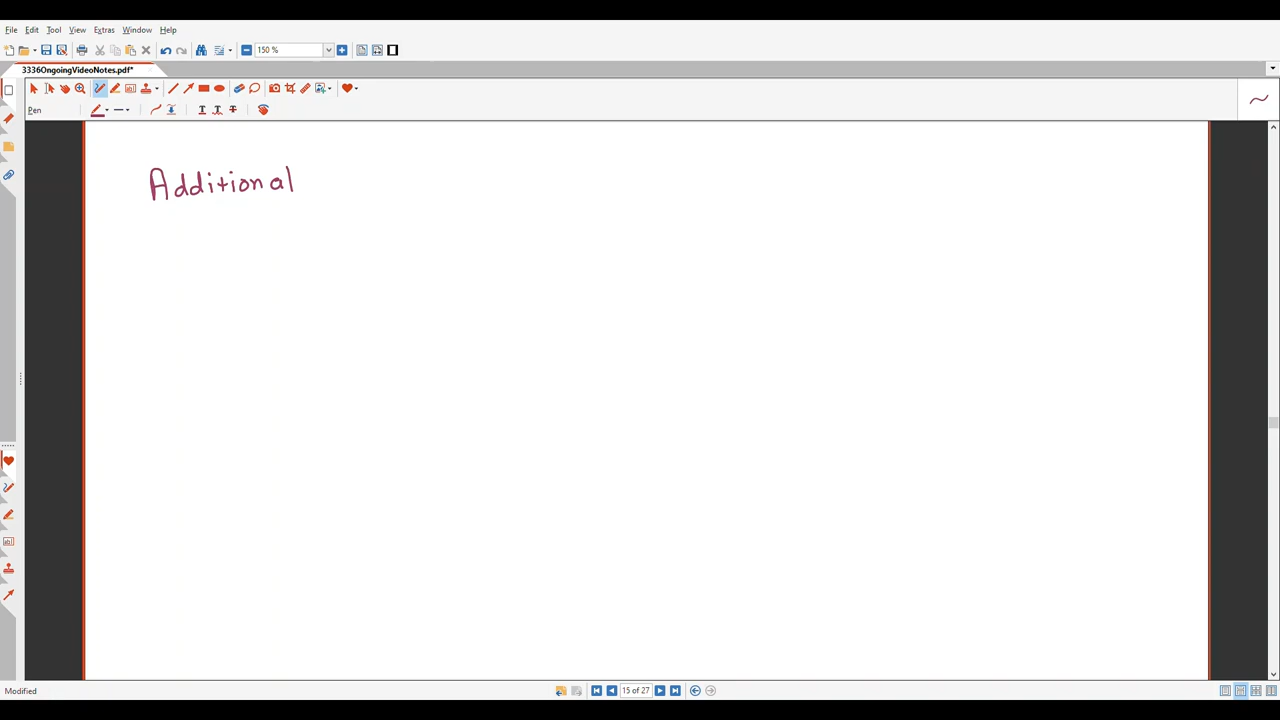 File Edit Tool View Extras Window Help
150 %
3336OngoingVideoNotes.pdf*
Pen
Additional
Modified
15 of 27